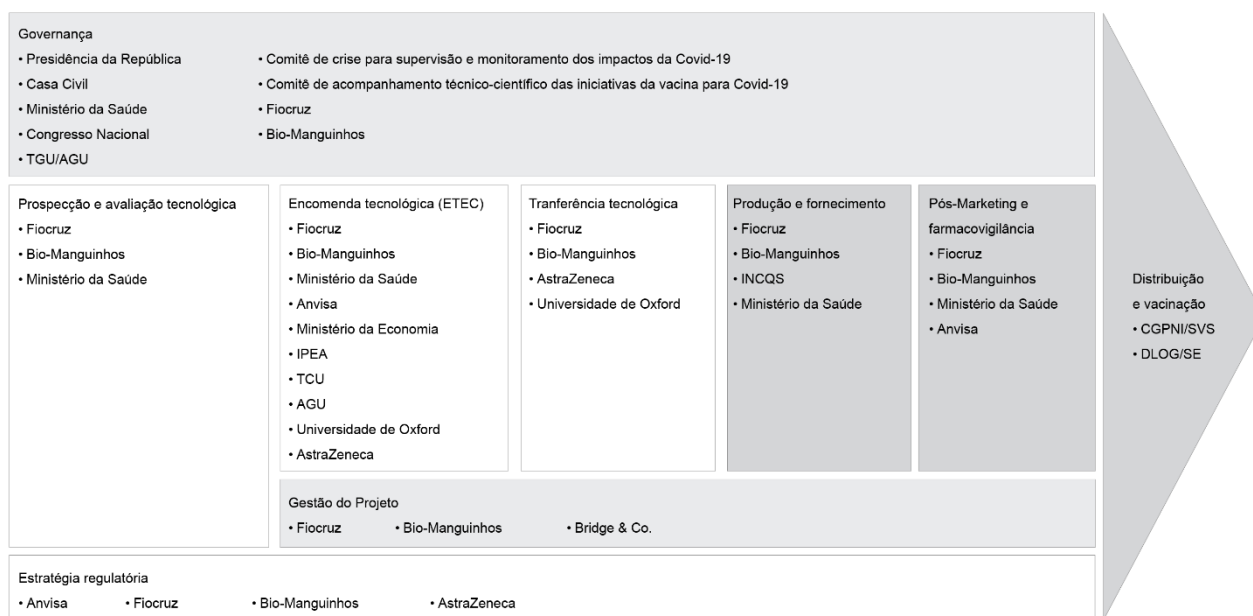 Governança
• Presidência da República
• Casa Civil
• Ministério da Saúde
• Congresso Nacional
• TGU/AGU
• Comitê de crise para supervisão e monitoramento dos impactos da Covid-19
• Comitê de acompanhamento técnico-científico das iniciativas da vacina para Covid-19
• Fiocruz
• Bio-Manguinhos
Prospecção e avaliação tecnológica
• Fiocruz
• Bio-Manguinhos
• Ministério da Saúde
Encomenda tecnológica (ETEC)
• Fiocruz
• Bio-Manguinhos
• Ministério da Saúde
• Anvisa
• Ministério da Economia
• IPEA
• TCU
• AGU
• Universidade de Oxford
• AstraZeneca
Tranferência tecnológica
• Fiocruz
• Bio-Manguinhos
• AstraZeneca
• Universidade de Oxford
Produção e fornecimento
• Fiocruz
• Bio-Manguinhos
• INCQS
• Ministério da Saúde
Pós-Marketing e
farmacovigilância
• Fiocruz
• Bio-Manguinhos
• Ministério da Saúde
• Anvisa
Distribuição
e vacinação
• CGPNI/SVS
• DLOG/SE
Gestão do Projeto
• Fiocruz • Bio-Manguinhos • Bridge & Co.
Estratégia regulatória
• Anvisa • Fiocruz • Bio-Manguinhos • AstraZeneca